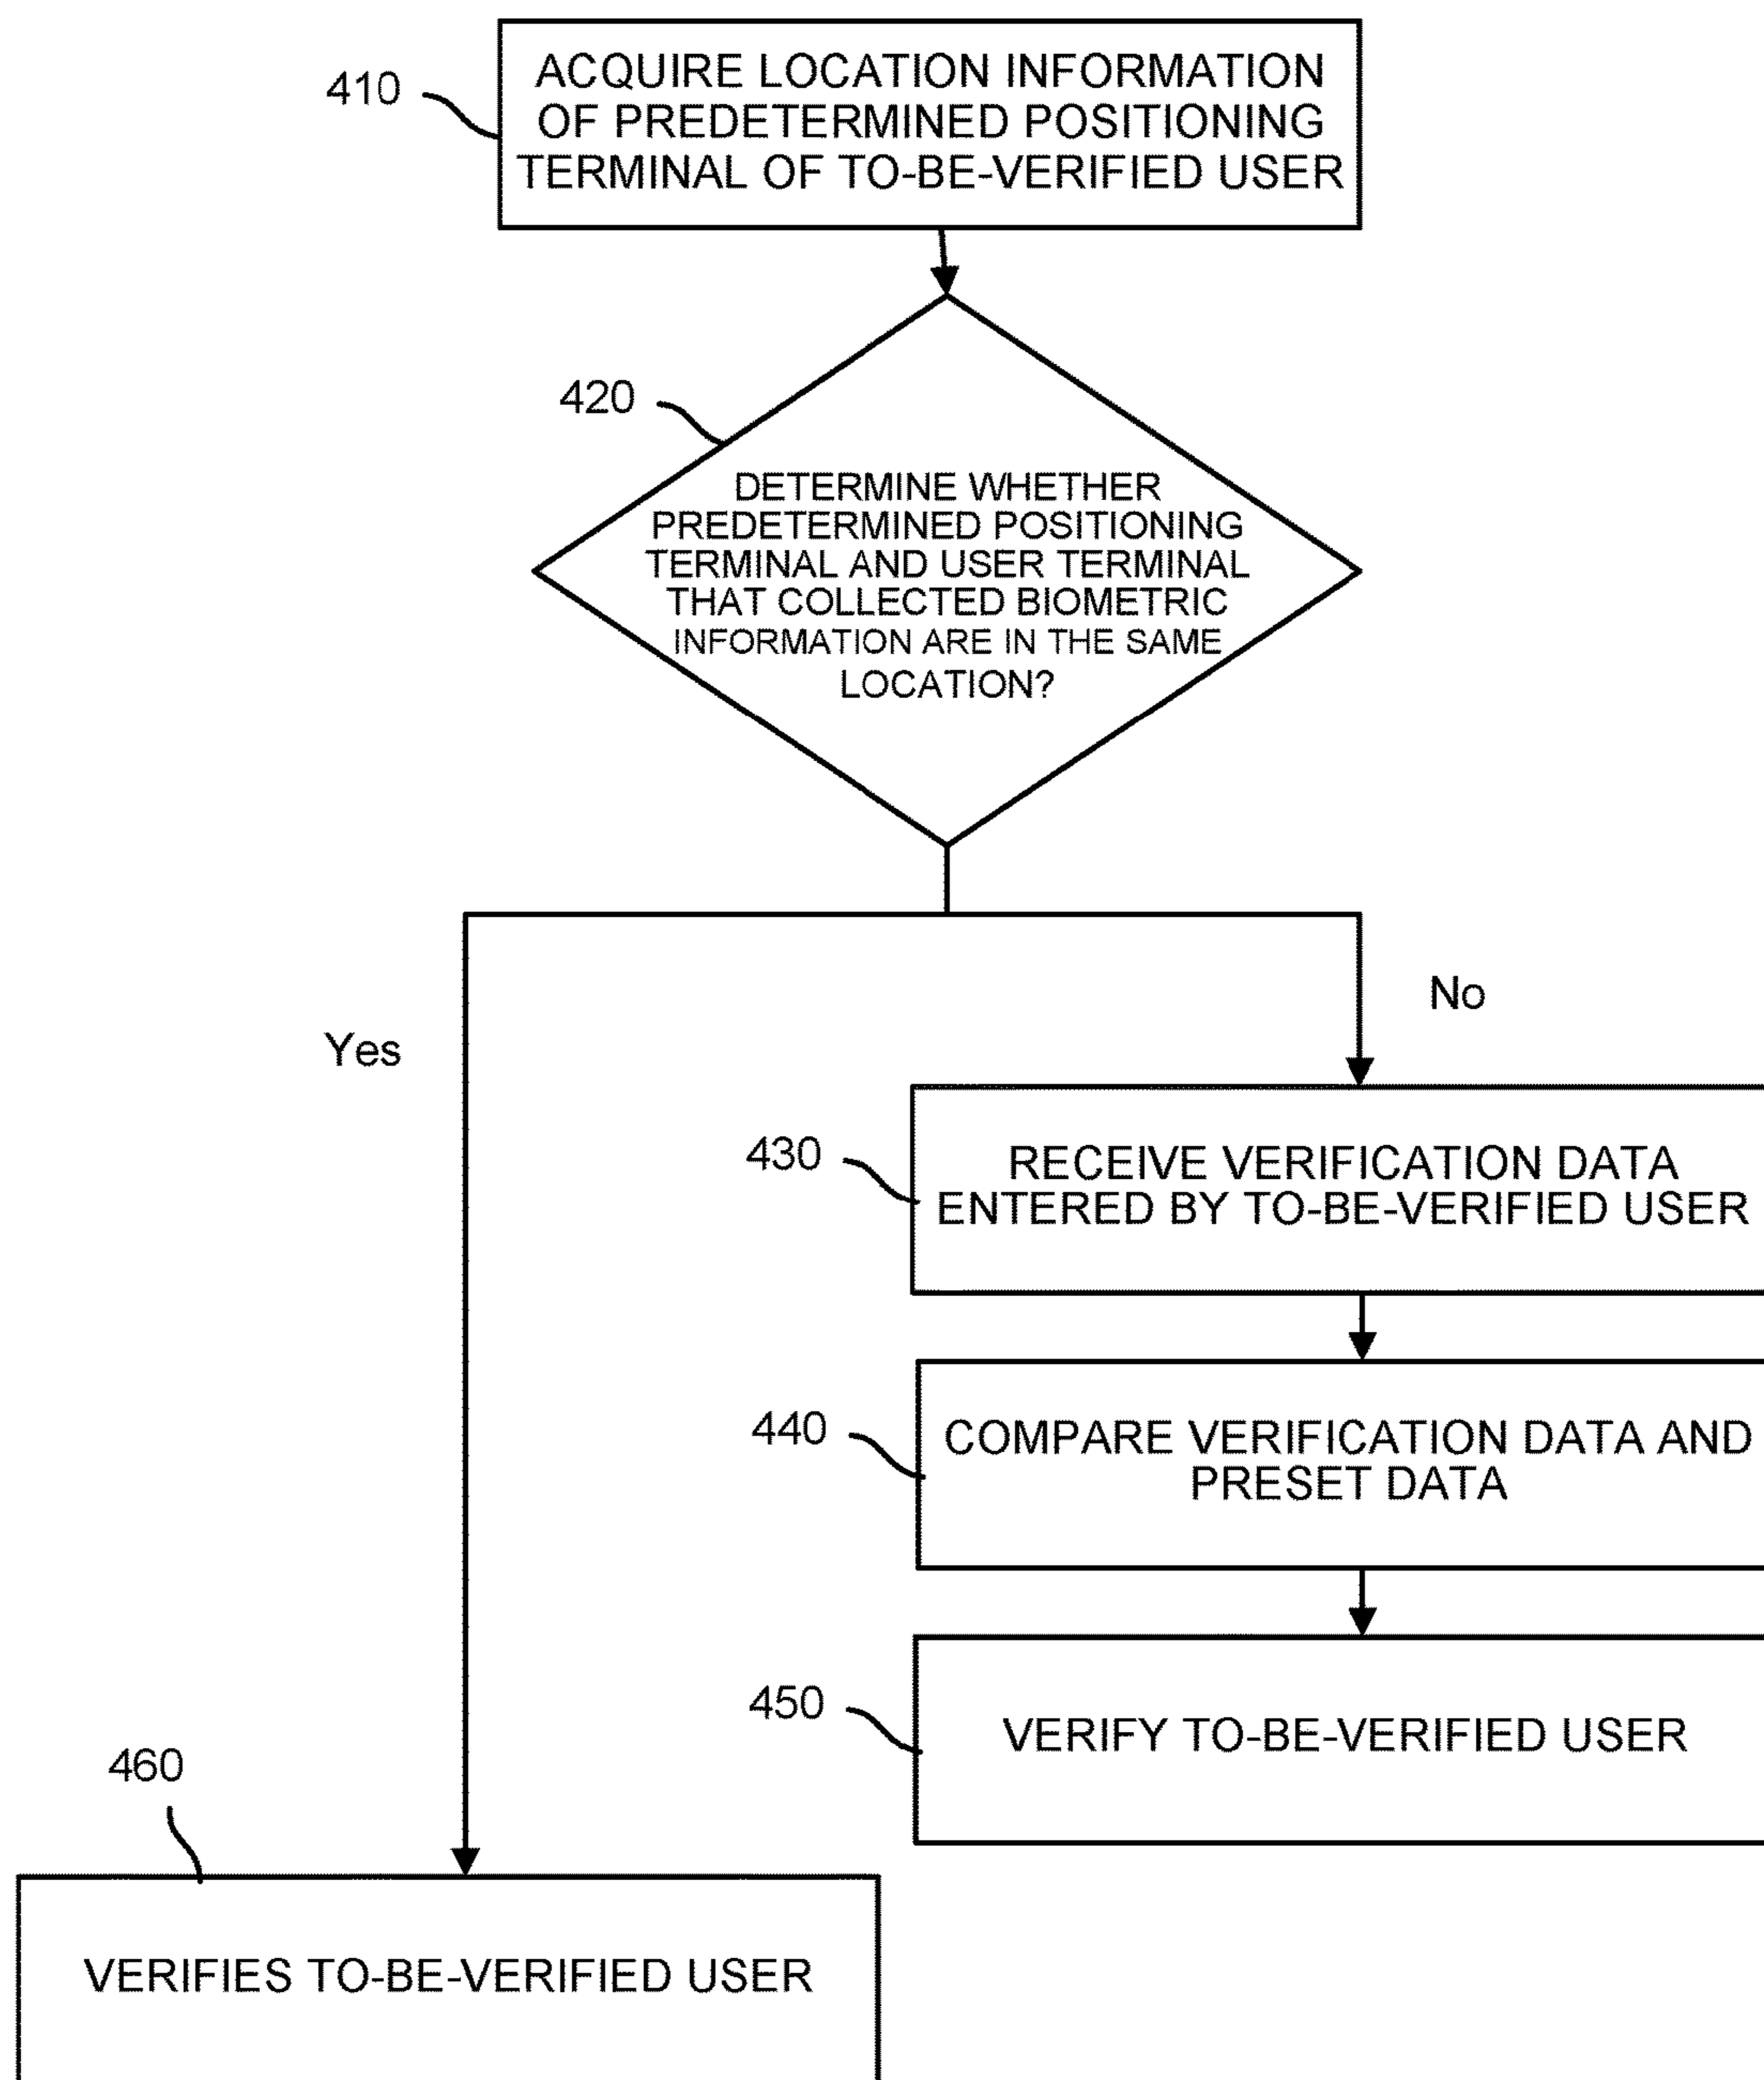 410
ACQUIRE LOCATION INFORMATION
OF PREDETERMINED POSITIONING
TERMINAL OF TO-BE-VERIFIED USER
420
DETERMINE WHETHER
PREDETERMINED POSITIONING
TERMINAL AND USER TERMINAL
THAT COLLECTED BIOMETRIC
INFORMATION ARE IN THE SAME
LOCATION?
Yes
No
430
RECEIVE VERIFICATION DATA
ENTERED BY TO-BE-VERIFIED USER
440
COMPARE VERIFICATION DATA AND
PRESET DATA
450
VERIFY TO-BE-VERIFIED USER
460
VERIFIES TO-BE-VERIFIED USER